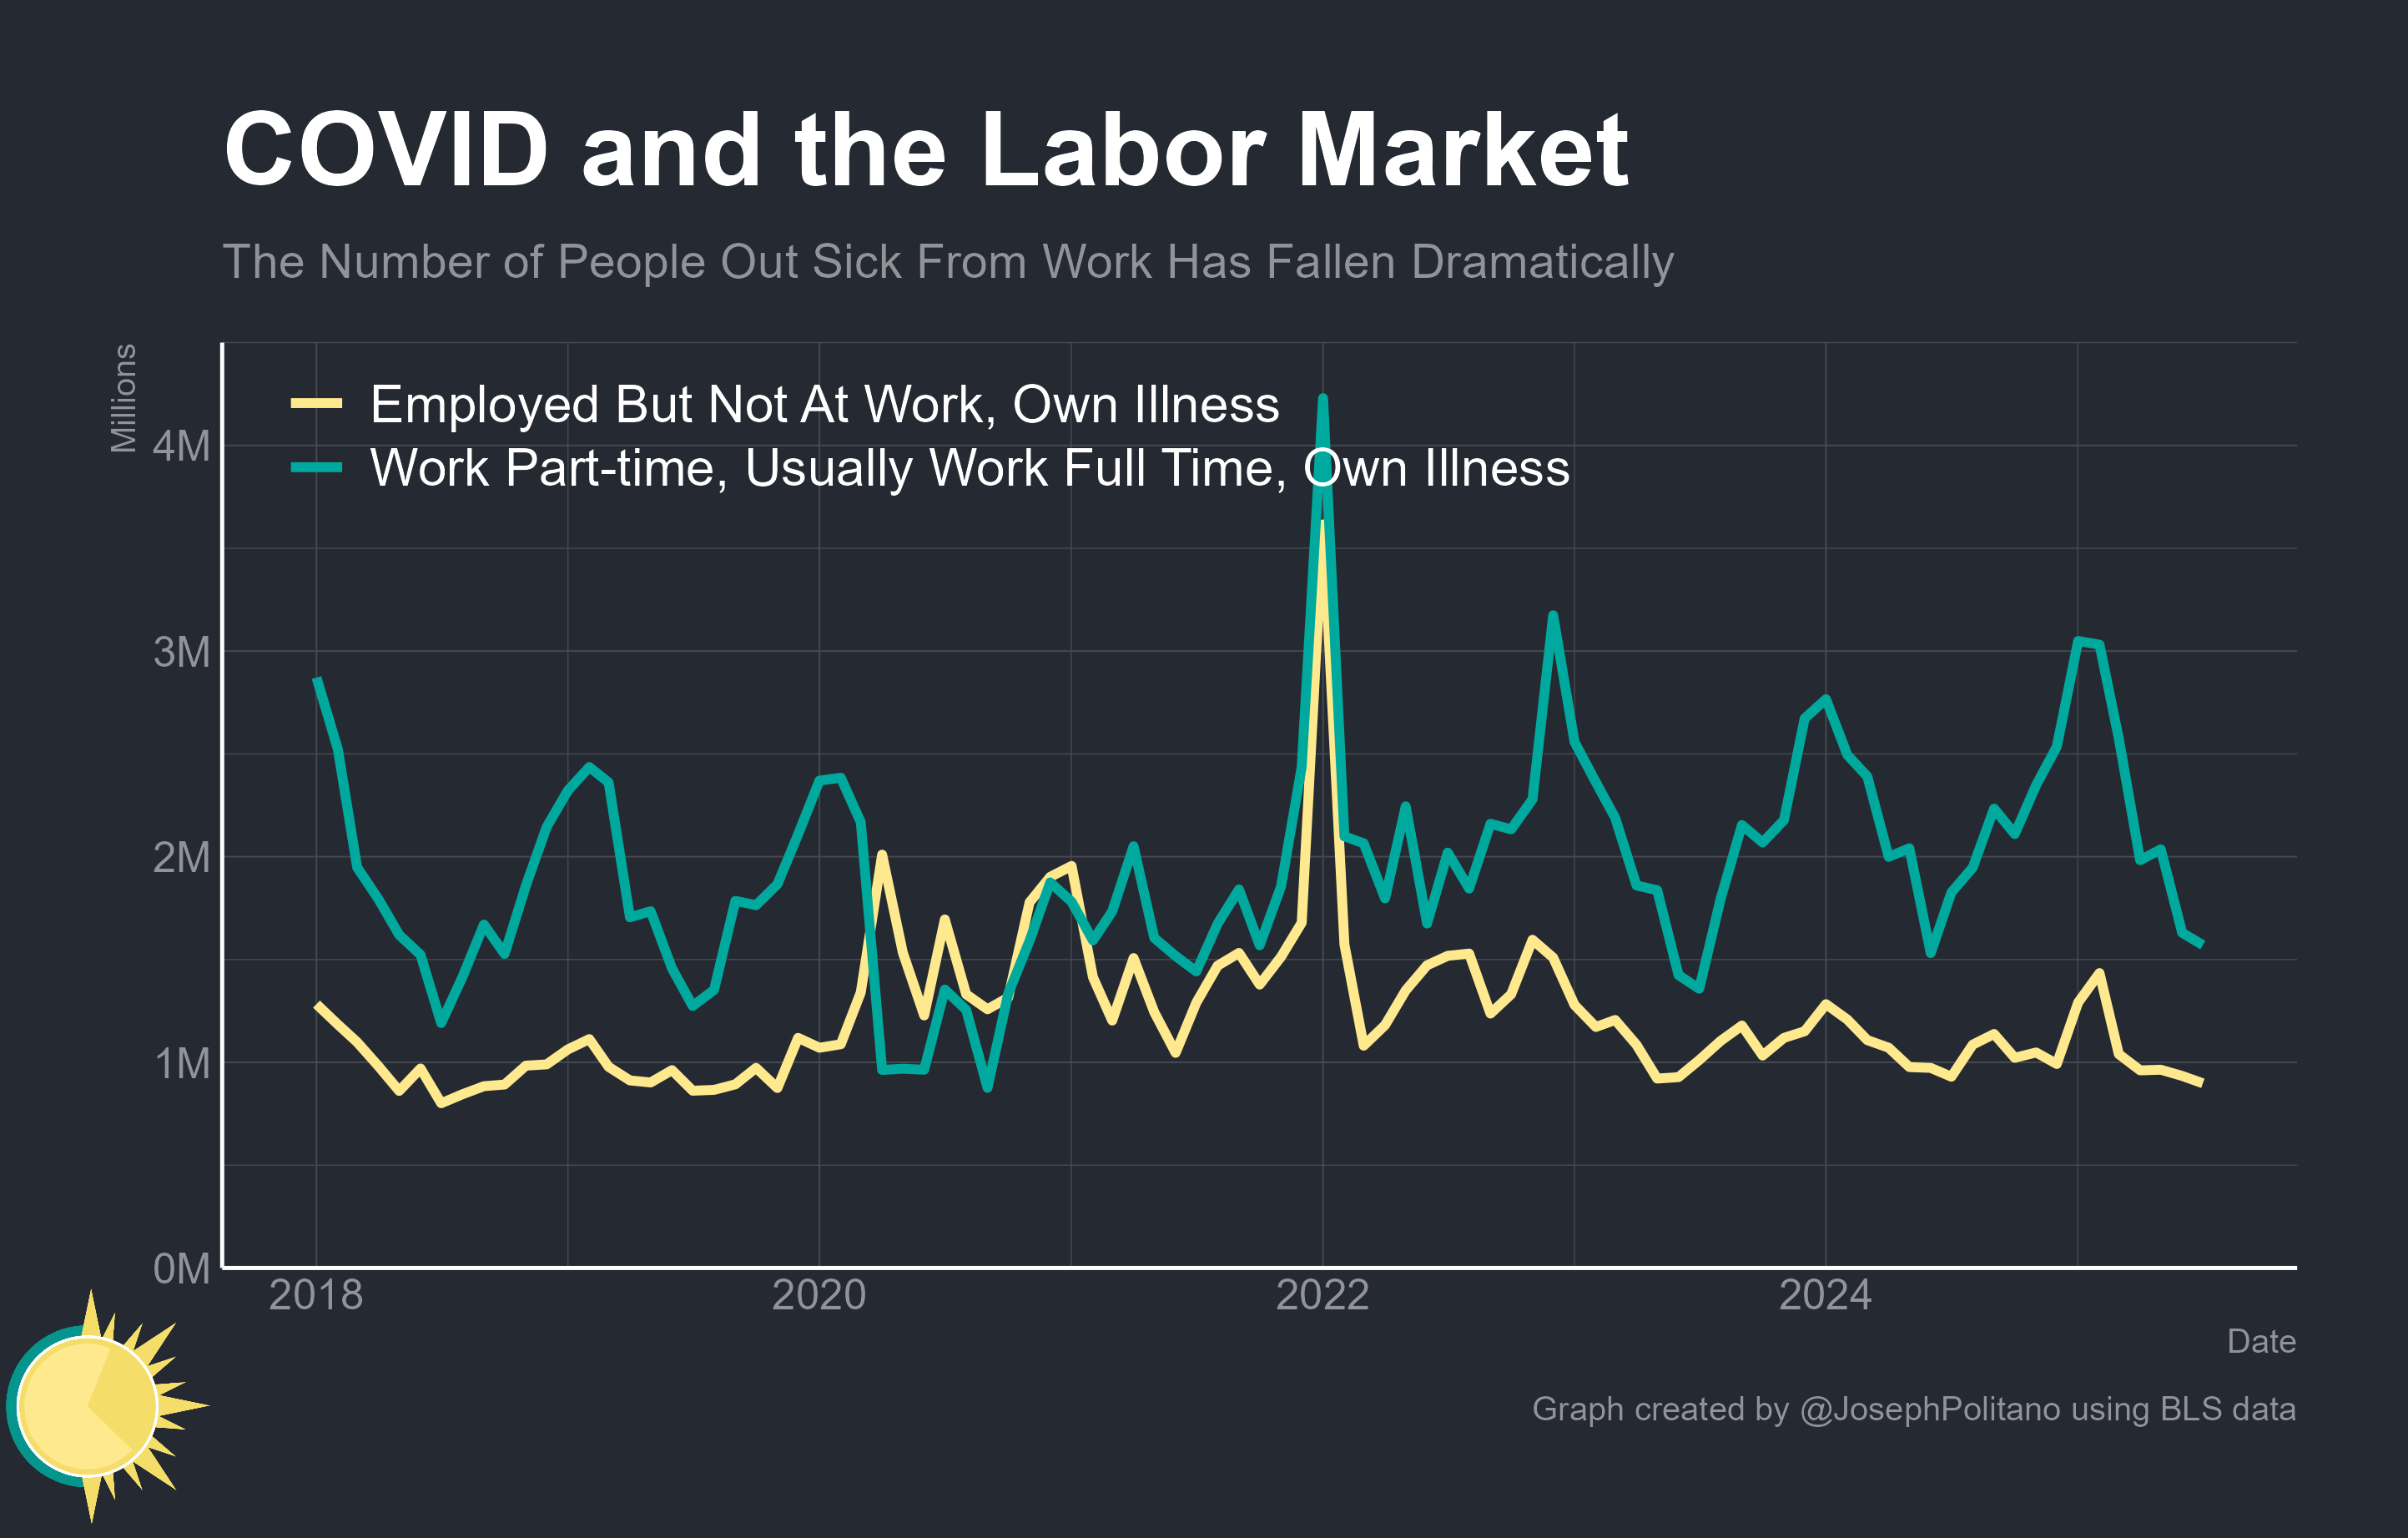 COVID and the Labor Market
The Number of People Out Sick From Work Has Fallen Dramatically
Millions
Employed But Not At Work, Own Illness
Work Part-time, Usually Work Full Time, Own Illness
4M
3M
2M
1M
0M
2018 2020 2022 2024
Date
Graph created by @JosephPolitano using BLS data